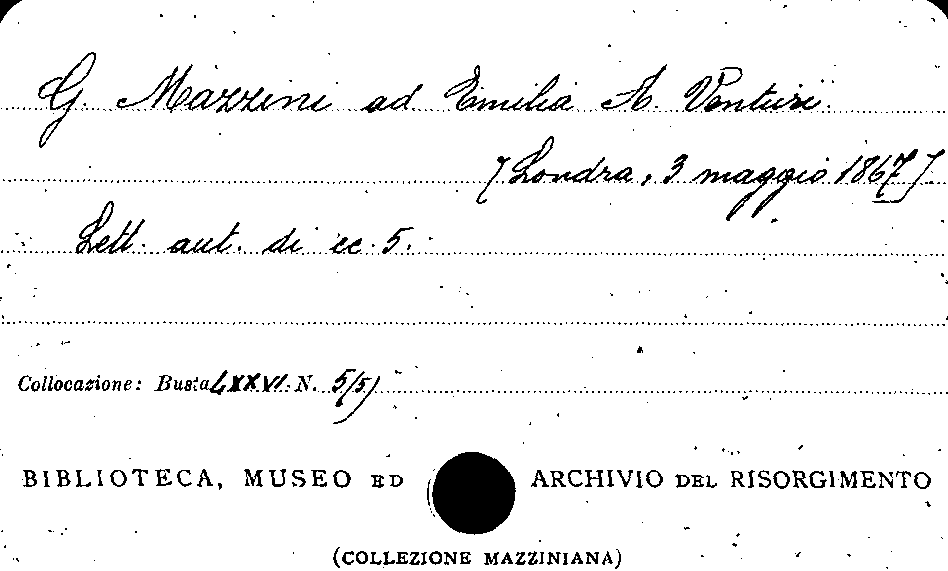 G. Mazzini ad Emilia A. Venturi.
[Londra, 3 maggio 1867].
Lett. aut. di cc. 5.
Collocazione: Busta LXXVI. N. 5(5)
BIBLIOTECA, MUSEO ED ARCHIVIO DEL RISORGIMENTO
(COLLEZIONE MAZZINIANA)